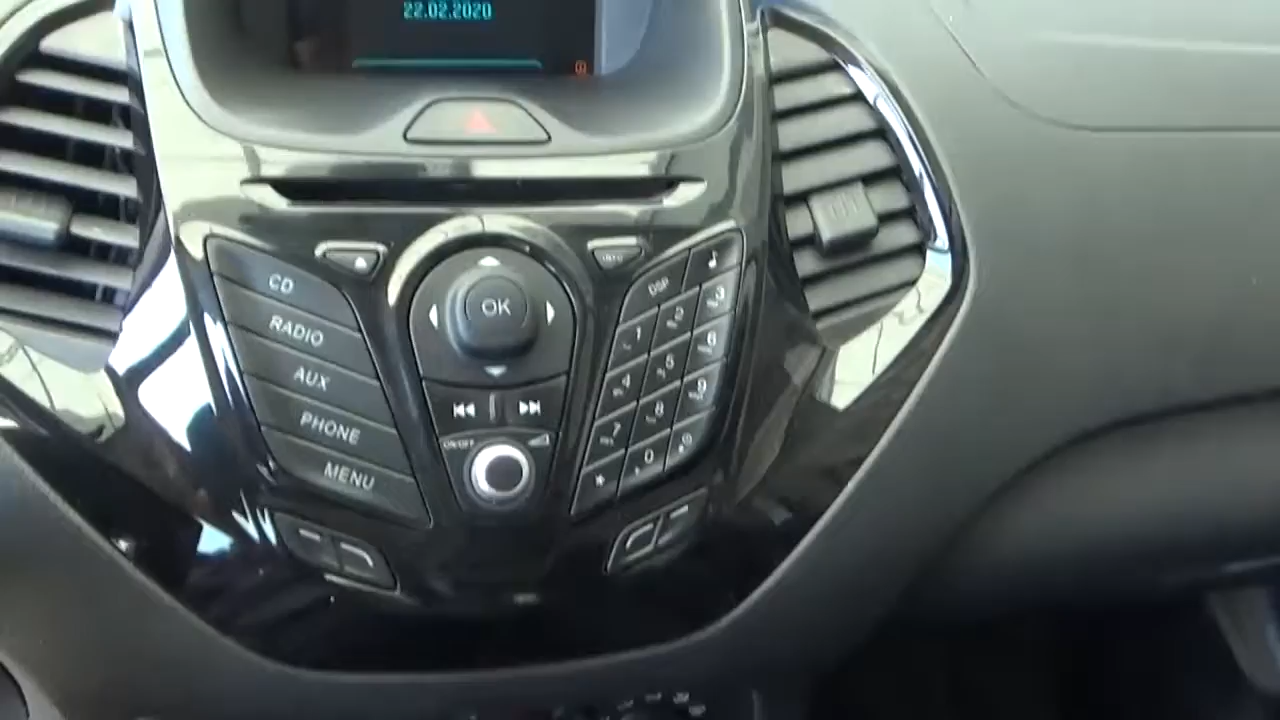 22.02.2020
CD
RADIO
AUX
PHONE
MENU
OK
ON/OFF
DSP
1 2 3
4 5 6
7 8 9
* 0